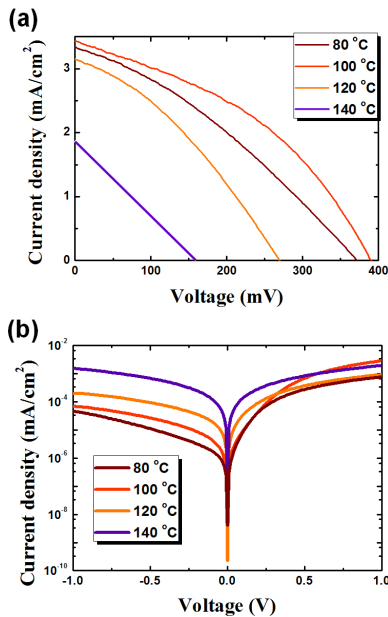 (a)
Current density (mA/cm²)
3
2
1
0
80 °C
100 °C
120 °C
140 °C
0 100 200 300 400
Voltage (mV)
(b)
Current density (mA/cm²)
10⁻²
10⁻⁴
10⁻⁶
10⁻⁸
10⁻¹⁰
80 °C
100 °C
120 °C
140 °C
-1.0 -0.5 0.0 0.5 1.0
Voltage (V)